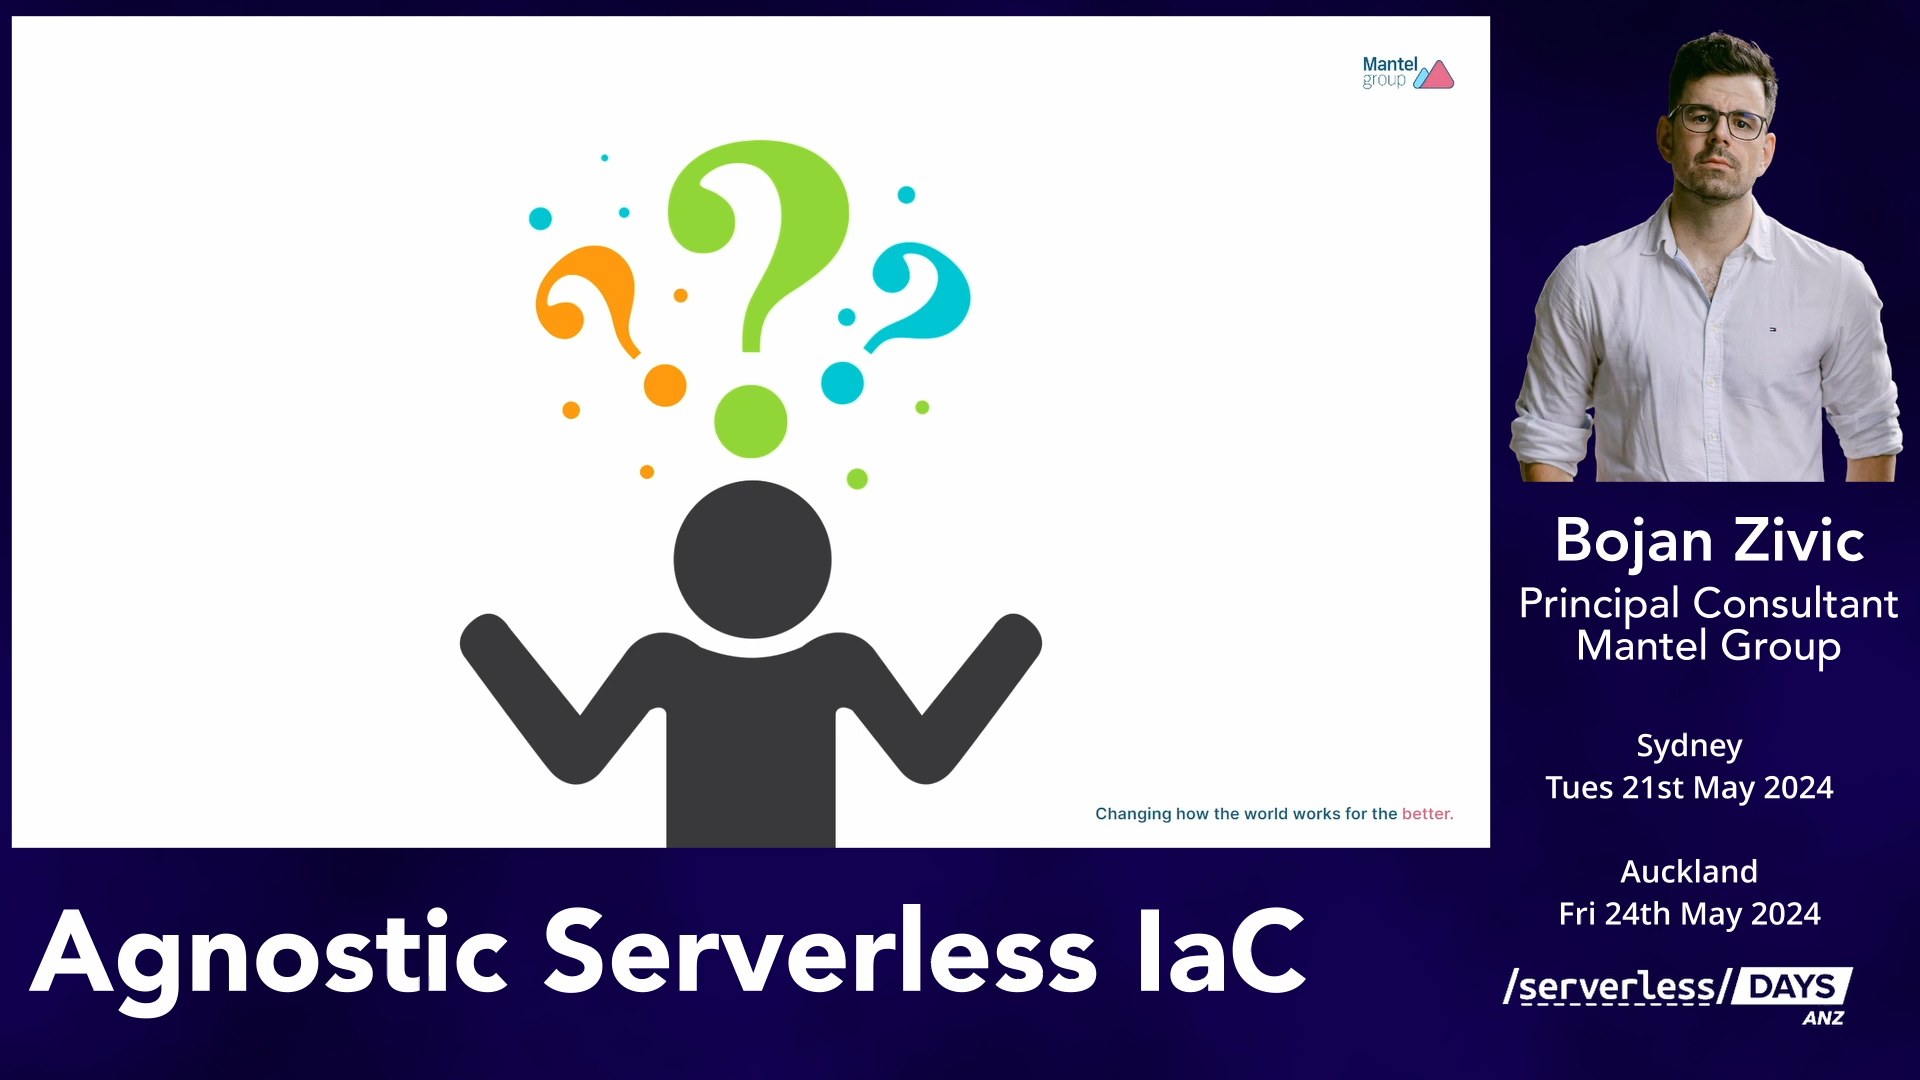 Mantel
group
? ? ?
Changing how the world works for the better.
Bojan Zivic
Principal Consultant
Mantel Group
Sydney
Tues 21st May 2024
Auckland
Fri 24th May 2024
Agnostic Serverless IaC
/serverless/DAYS
ANZ